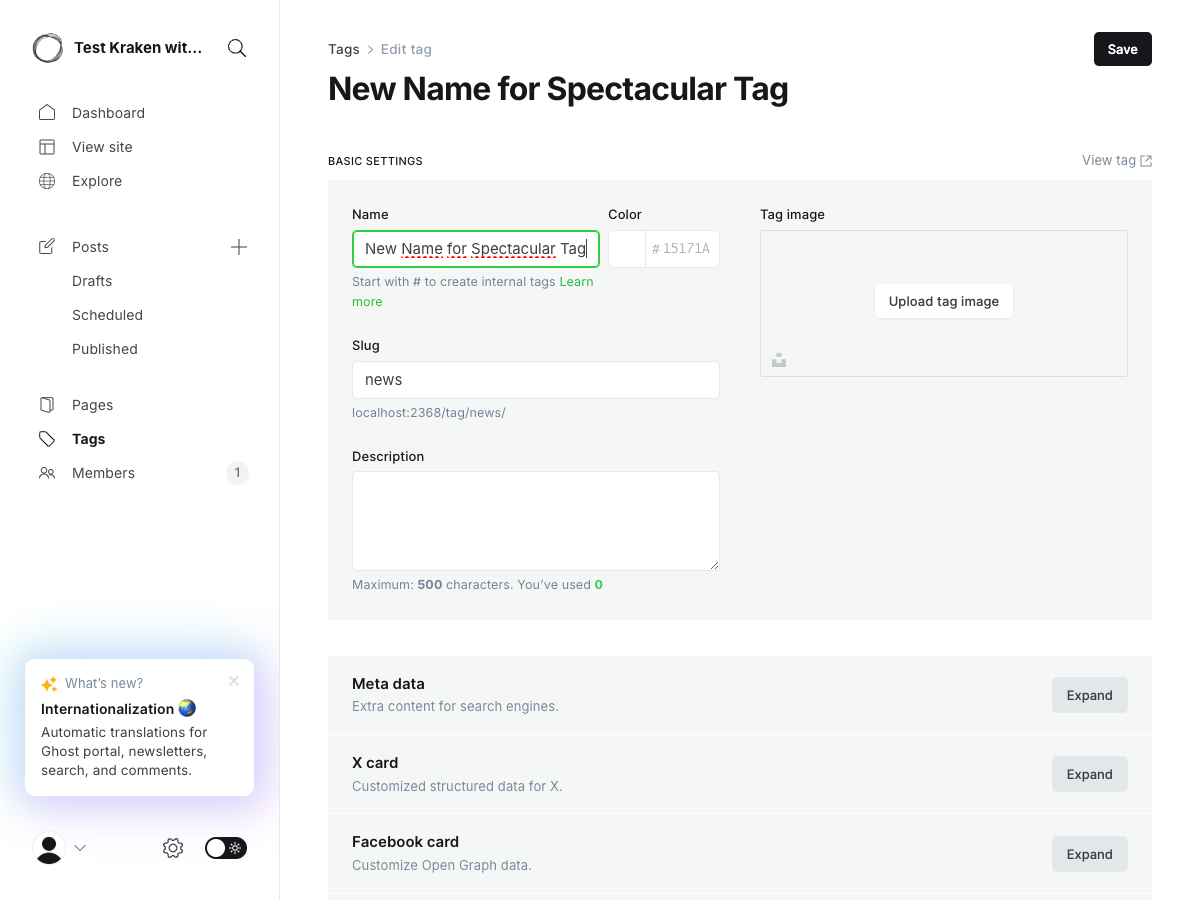 Test Kraken wit...
Dashboard
View site
Explore
Posts
Drafts
Scheduled
Published
Pages
Tags
Members
1
What's new?
Internationalization
Automatic translations for
Ghost portal, newsletters,
search, and comments.
Tags > Edit tag
Save
New Name for Spectacular Tag
BASIC SETTINGS
View tag
Name
New Name for Spectacular Tag
Start with # to create internal tags Learn
more
Color
# 15171A
Tag image
Upload tag image
Slug
news
localhost:2368/tag/news/
Description
Maximum: 500 characters. You've used 0
Meta data
Extra content for search engines.
Expand
X card
Customized structured data for X.
Expand
Facebook card
Customize Open Graph data.
Expand